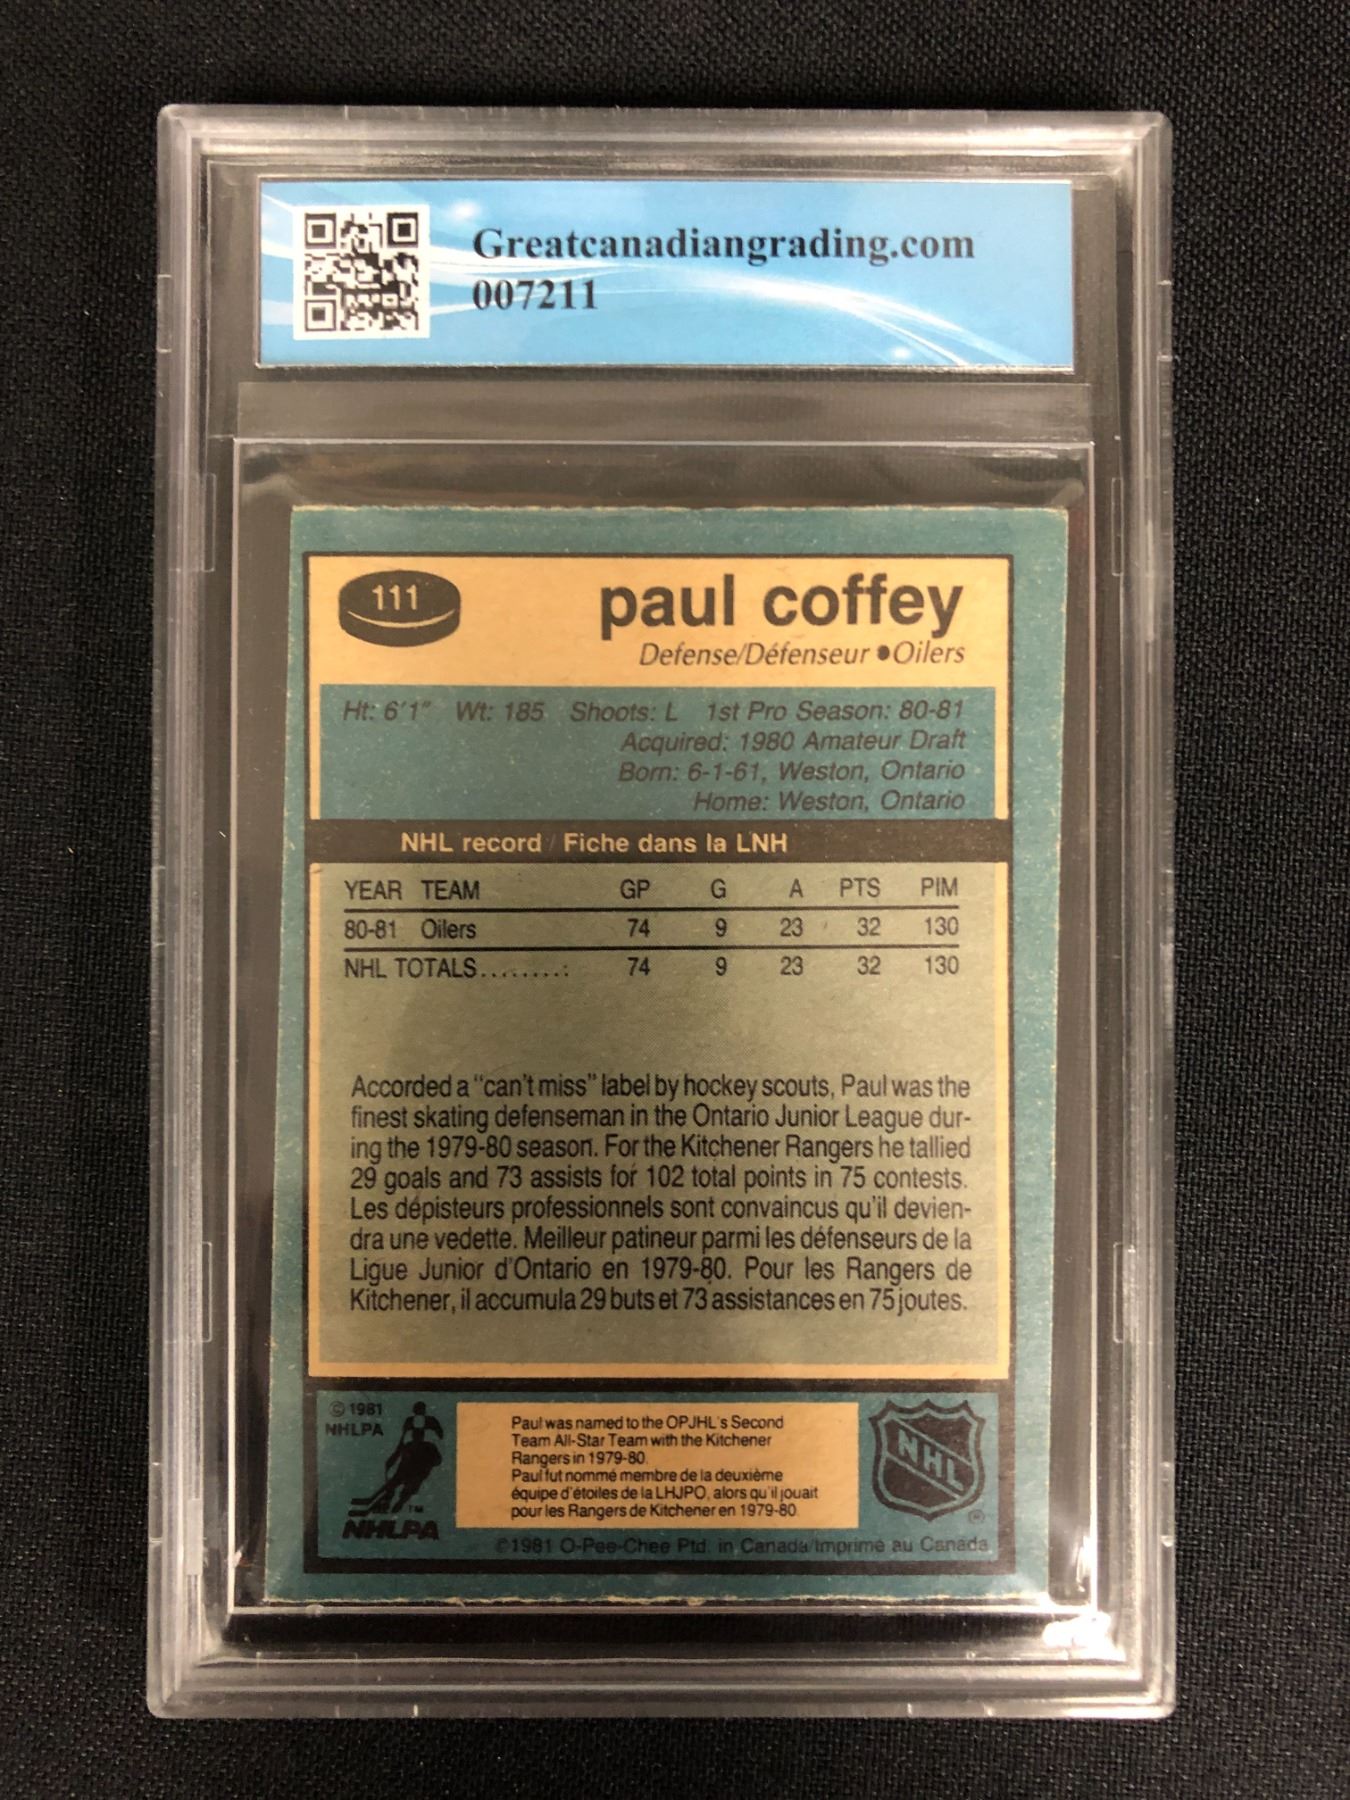 Greatcanadiangrading.com
007211
111
paul coffey
Defense/Défenseur ● Oilers
Ht: 6'1" Wt: 185 Shoots: L 1st Pro Season: 80-81
Acquired: 1980 Amateur Draft
Born: 6-1-61, Weston, Ontario
Home: Weston, Ontario
NHL record / Fiche dans la LNH
YEAR TEAM GP G A PTS PIM
80-81 Oilers 74 9 23 32 130
NHL TOTALS........: 74 9 23 32 130
Accorded a "can't miss" label by hockey scouts, Paul was the
finest skating defenseman in the Ontario Junior League dur-
ing the 1979-80 season. For the Kitchener Rangers he tallied
29 goals and 73 assists for 102 total points in 75 contests.
Les dépisteurs professionnels sont convaincus qu'il devien-
dra une vedette. Meilleur patineur parmi les défenseurs de la
Ligue Junior d'Ontario en 1979-80. Pour les Rangers de
Kitchener, il accumula 29 buts et 73 assistances en 75 joutes.
© 1981
NHLPA
TM
NHLPA
Paul was named to the OPJHL's Second
Team All-Star Team with the Kitchener
Rangers in 1979-80.
Paul fut nommé membre de la deuxième
équipe d'étoiles de la LHJPO, alors qu'il jouait
pour les Rangers de Kitchener en 1979-80.
NHL
®
©1981 O-Pee-Chee Ptd. in Canada/Imprimé au Canada